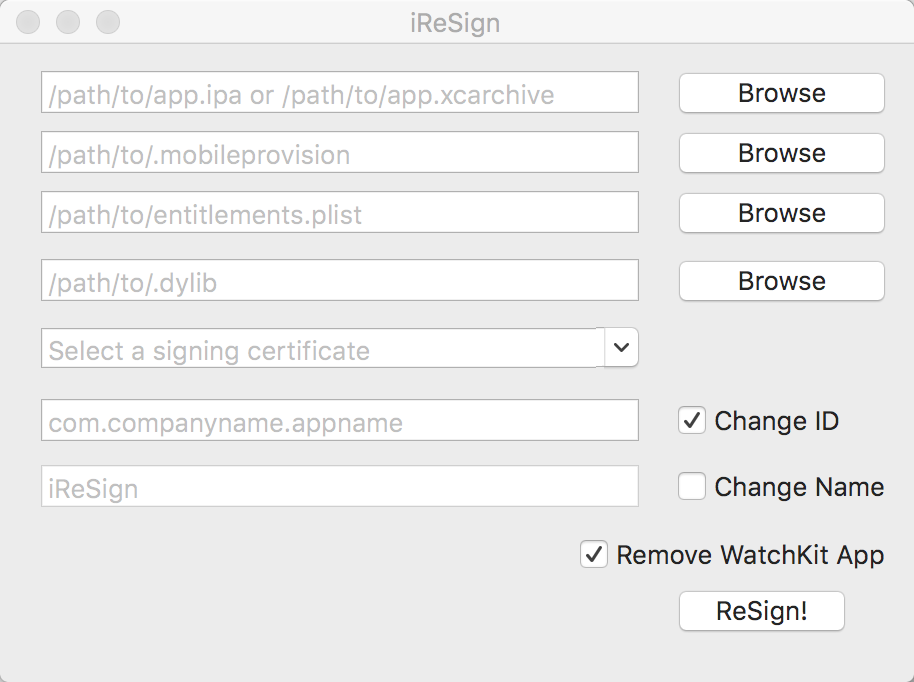 iReSign
/path/to/app.ipa or /path/to/app.xcarchive
Browse
/path/to/.mobileprovision
Browse
/path/to/entitlements.plist
Browse
/path/to/.dylib
Browse
Select a signing certificate
com.companyname.appname
Change ID
iReSign
Change Name
Remove WatchKit App
ReSign!